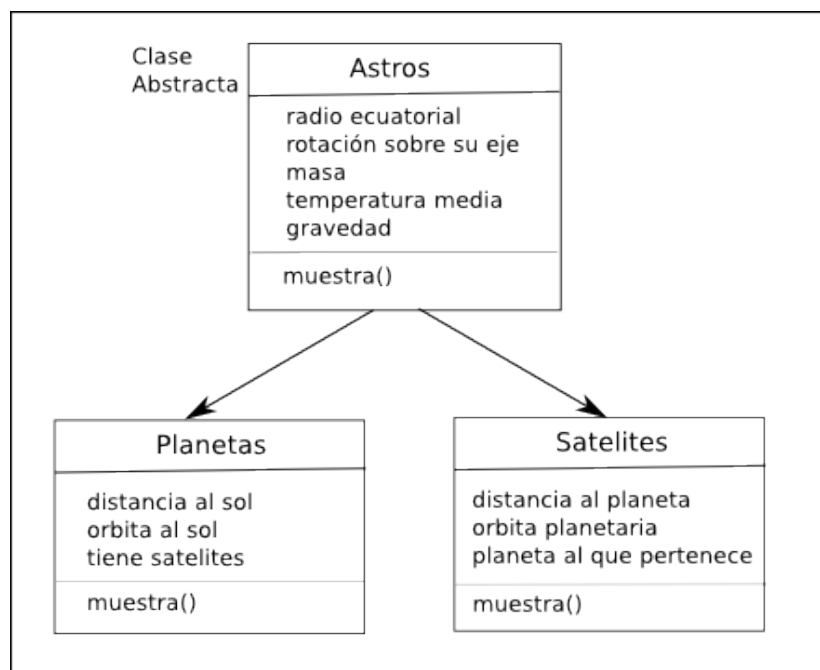 Clase
Abstracta
Astros
radio ecuatorial
rotación sobre su eje
masa
temperatura media
gravedad
muestra()
Planetas
distancia al sol
orbita al sol
tiene satelites
muestra()
Satelites
distancia al planeta
orbita planetaria
planeta al que pertenece
muestra()